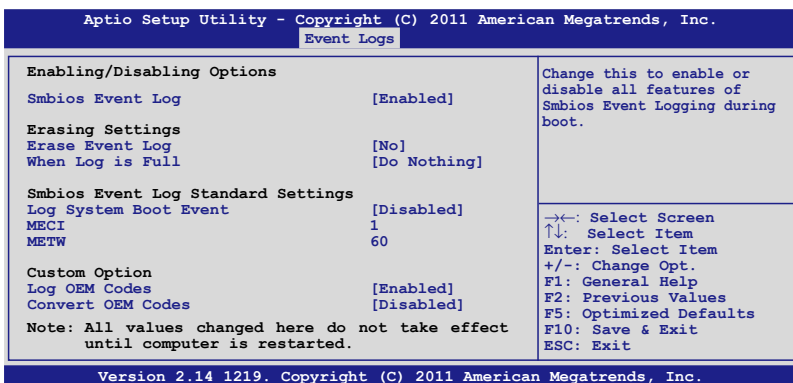 Aptio Setup Utility - Copyright (C) 2011 American Megatrends, Inc.
Event Logs
Enabling/Disabling Options
Smbios Event Log [Enabled]
Erasing Settings
Erase Event Log [No]
When Log is Full [Do Nothing]
Smbios Event Log Standard Settings
Log System Boot Event [Disabled]
MECI 1
METW 60
Custom Option
Log OEM Codes [Enabled]
Convert OEM Codes [Disabled]
Note: All values changed here do not take effect
until computer is restarted.
Change this to enable or
disable all features of
Smbios Event Logging during
boot.
→←: Select Screen
↑↓: Select Item
Enter: Select Item
+/-: Change Opt.
F1: General Help
F2: Previous Values
F5: Optimized Defaults
F10: Save & Exit
ESC: Exit
Version 2.14 1219. Copyright (C) 2011 American Megatrends, Inc.